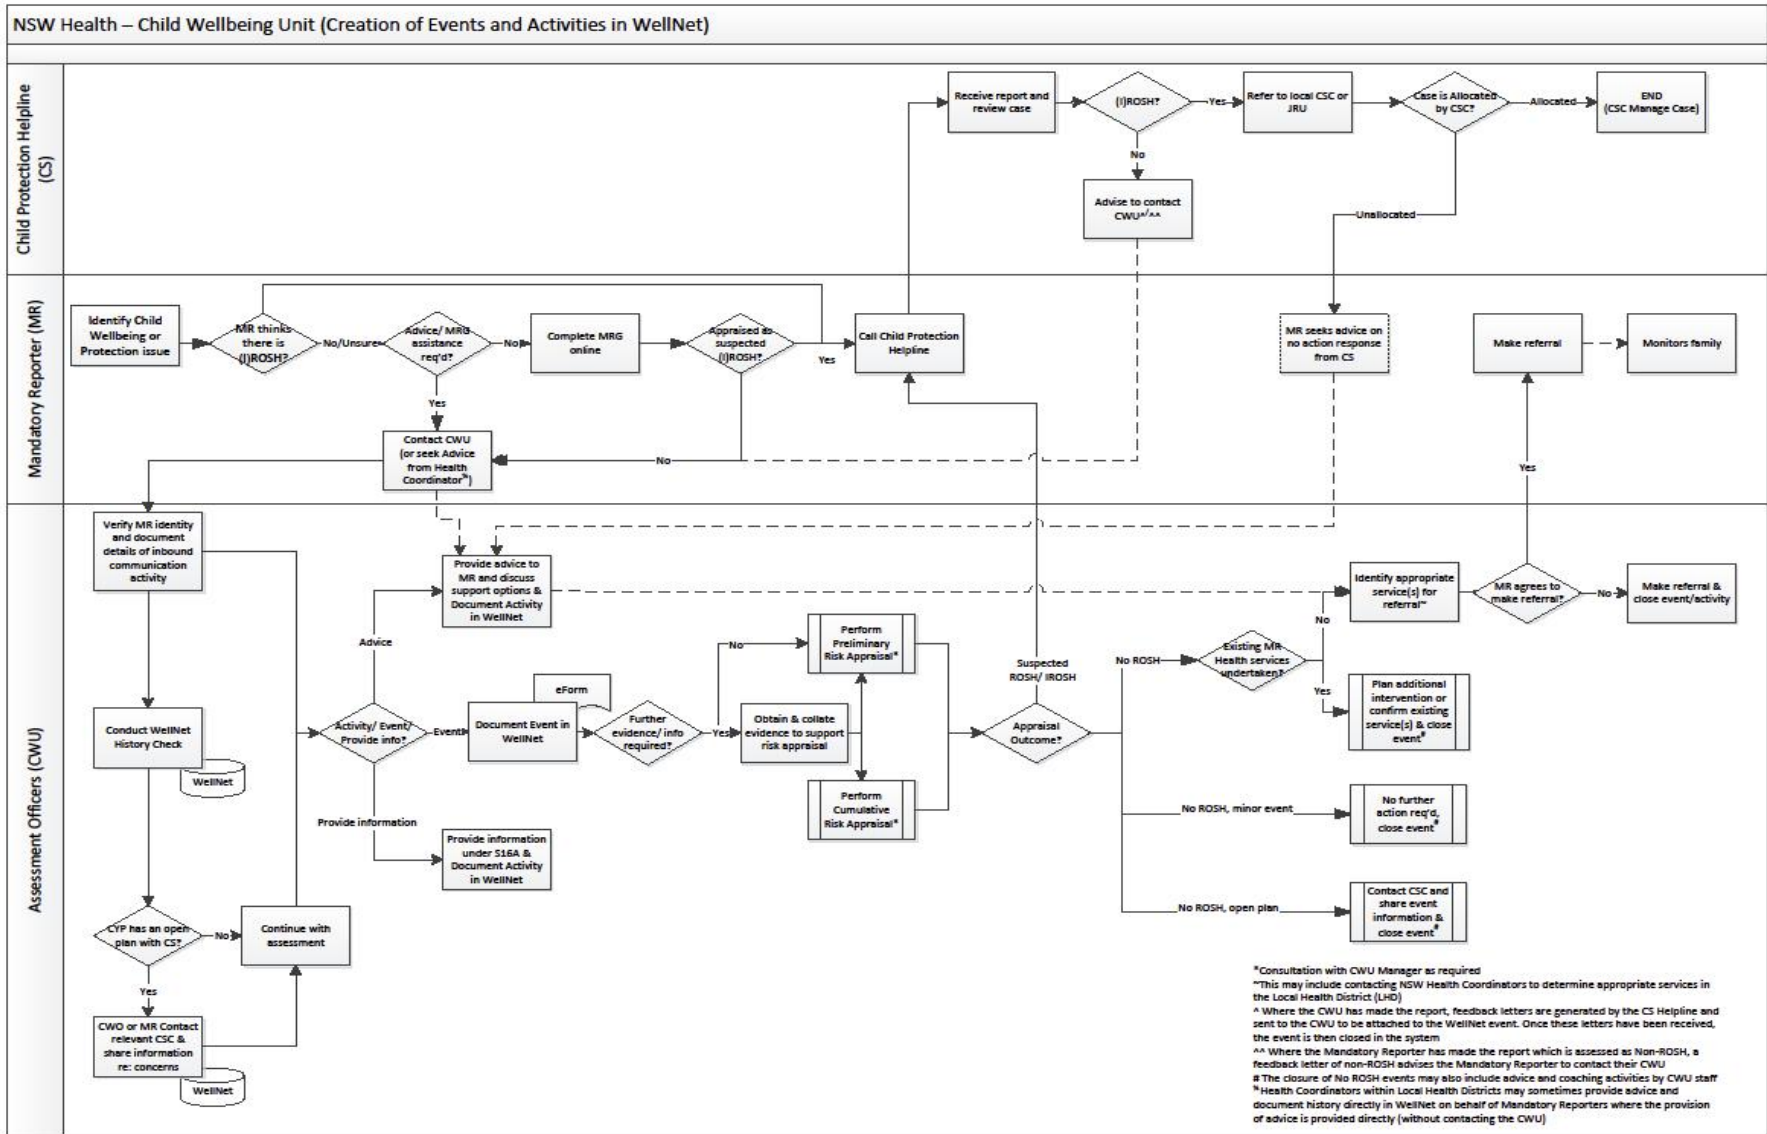 NSW Health – Child Wellbeing Unit (Creation of Events and Activities in WellNet)
Child Protection Helpline
(CS)
Receive report and
review case
(I)ROSH?
Yes
Refer to local CSC or
JRU
Case is Allocated
by CSC?
Allocated
END
(CSC Manage Case)
No
Advise to contact
CWU^/^^
Unallocated
Mandatory Reporter (MR)
Identify Child
Wellbeing or
Protection issue
MR thinks
there is
(I)ROSH?
No/Unsure
Advice/ MRG
assistance
req'd?
No
Complete MRG
online
Appraised as
suspected
(I)ROSH?
Yes
Call Child Protection
Helpline
MR seeks advice on
no action response
from CS
Make referral
Monitors family
Yes
Contact CWU
(or seek Advice
from Health
Coordinator%)
No
Yes
Assessment Officers (CWU)
Verify MR identity
and document
details of inbound
communication
activity
Provide advice to
MR and discuss
support options &
Document Activity
in WellNet
Identify appropriate
service(s) for
referral~
MR agrees to
make referral?
No
Make referral &
close event/activity
Advice
No
Perform
Preliminary
Risk Appraisal*
Suspected
ROSH/ IROSH
No ROSH
Existing MR
Health services
undertaken?
No
Yes
Plan additional
intervention or
confirm existing
service(s) & close
event#
Conduct WellNet
History Check
WellNet
Activity/ Event/
Provide info?
Event
eForm
Document Event in
WellNet
Further
evidence/ info
required?
Yes
Obtain & collate
evidence to support
risk appraisal
Appraisal
Outcome?
Perform
Cumulative
Risk Appraisal*
No ROSH, minor event
No further
action req'd,
close event#
Provide information
Provide information
under S16A &
Document Activity
in WellNet
CYP has an open
plan with CS?
No
Continue with
assessment
No ROSH, open plan
Contact CSC and
share event
information &
close event#
Yes
CWO or MR Contact
relevant CSC &
share information
re: concerns
WellNet
*Consultation with CWU Manager as required
~This may include contacting NSW Health Coordinators to determine appropriate services in
the Local Health District (LHD)
^ Where the CWU has made the report, feedback letters are generated by the CS Helpline and
sent to the CWU to be attached to the WellNet event. Once these letters have been received,
the event is then closed in the system
^^ Where the Mandatory Reporter has made the report which is assessed as Non-ROSH, a
feedback letter of non-ROSH advises the Mandatory Reporter to contact their CWU
# The closure of No ROSH events may also include advice and coaching activities by CWU staff
%Health Coordinators within Local Health Districts may sometimes provide advice and
document history directly in WellNet on behalf of Mandatory Reporters where the provision
of advice is provided directly (without contacting the CWU)